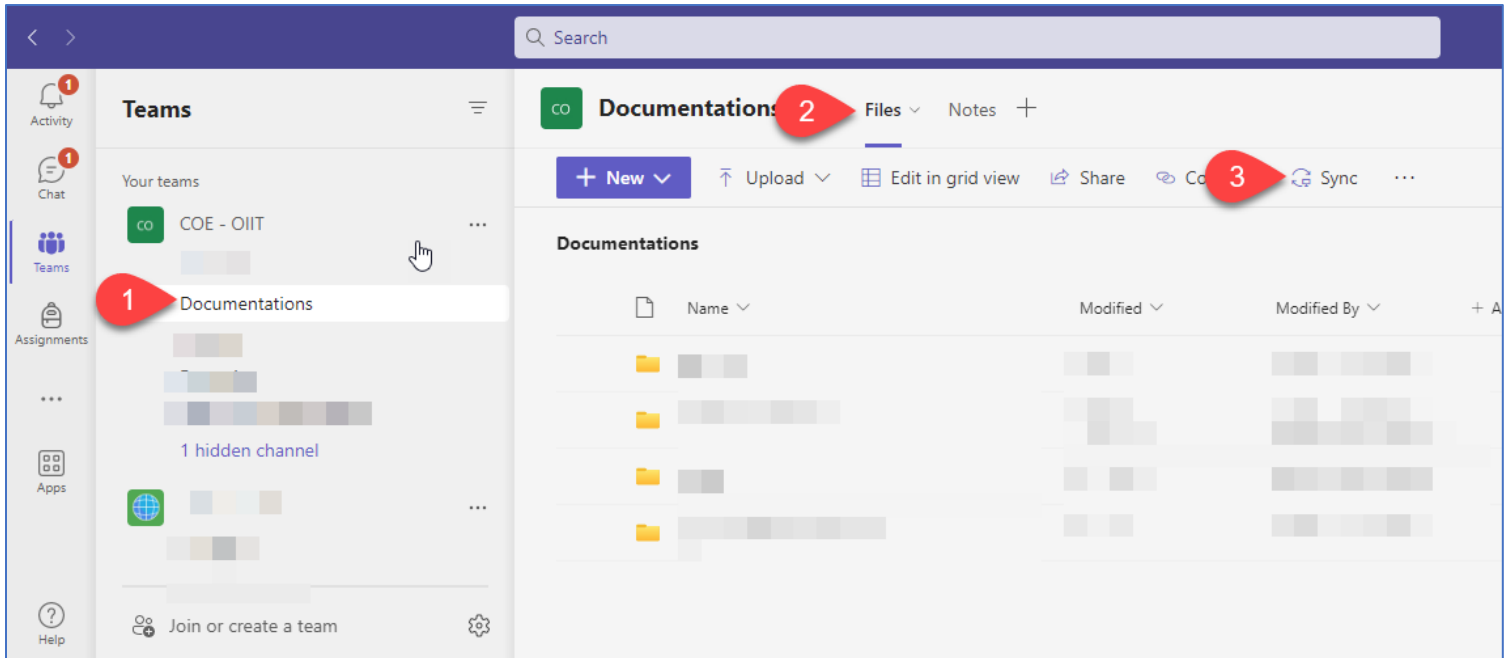 Search
1
Activity
1
Chat
Teams
Assignments
Apps
Help
Teams
Your teams
CO COE - OIIT
1 Documentations
1 hidden channel
Join or create a team
CO Documentations 2 Files Notes
New Upload Edit in grid view Share 3 Sync
Documentations
Name Modified Modified By